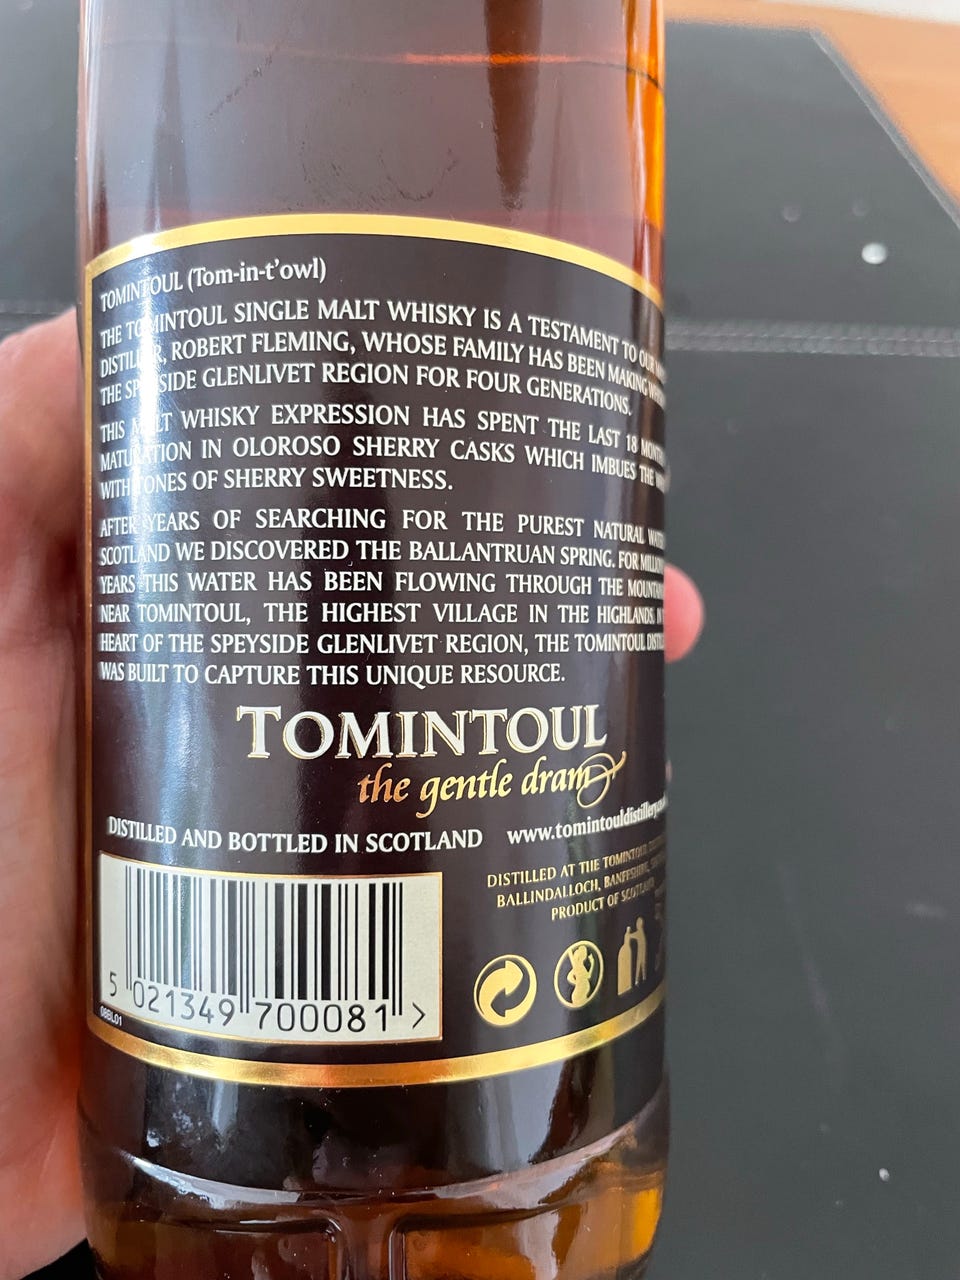 TOMINTOUL (Tom-in-t'owl)
THE TOMINTOUL SINGLE MALT WHISKY IS A TESTAMENT TO OUR
DISTILLER, ROBERT FLEMING, WHOSE FAMILY HAS BEEN MAKING
THE SPEYSIDE GLENLIVET REGION FOR FOUR GENERATIONS.
THIS MALT WHISKY EXPRESSION HAS SPENT THE LAST 18
MATURATION IN OLOROSO SHERRY CASKS WHICH IMBUES THE
WITH TONES OF SHERRY SWEETNESS.
AFTER YEARS OF SEARCHING FOR THE PUREST NATURAL
SCOTLAND WE DISCOVERED THE BALLANTRUAN SPRING. FOR
YEARS THIS WATER HAS BEEN FLOWING THROUGH THE
NEAR TOMINTOUL, THE HIGHEST VILLAGE IN THE HIGHLANDS.
HEART OF THE SPEYSIDE GLENLIVET REGION, THE TOMINTOUL
WAS BUILT TO CAPTURE THIS UNIQUE RESOURCE.
TOMINTOUL
the gentle dram
DISTILLED AND BOTTLED IN SCOTLAND
www.tomintouldistillery.co
DISTILLED AT THE TOMINTOUL
BALLINDALLOCH, BANFFSHIRE,
PRODUCT OF SCOTLAND
5 021349 700081 >
08BL01